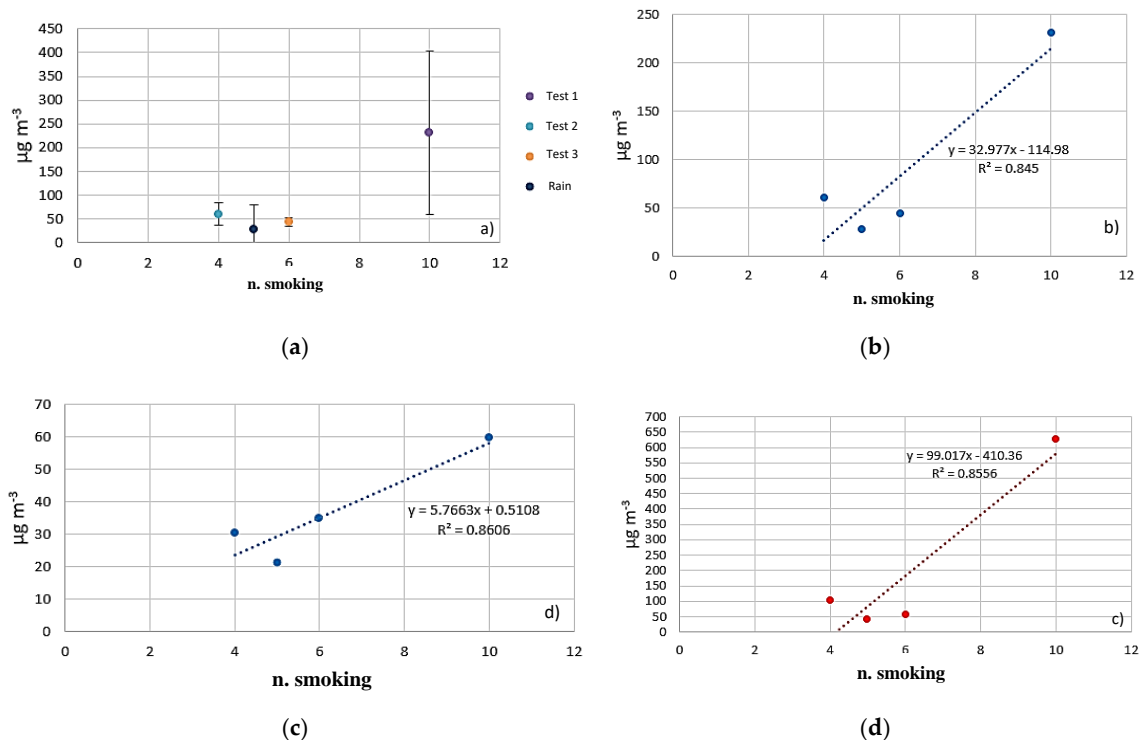 450
400
350
300
250
200
150
100
50
0
µg m⁻³
0 2 4 6 8 10 12
n. smoking
Test 1
Test 2
Test 3
Rain
a)
(a)
250
200
150
100
50
0
µg m⁻³
y = 32.977x - 114.98
R² = 0.845
b)
0 2 4 6 8 10 12
n. smoking
(b)
70
60
50
40
30
20
10
0
µg m⁻³
y = 5.7663x + 0.5108
R² = 0.8606
d)
0 2 4 6 8 10 12
n. smoking
(c)
700
650
600
550
500
450
400
350
300
250
200
150
100
50
0
µg m⁻³
y = 99.017x - 410.36
R² = 0.8556
c)
0 2 4 6 8 10 12
n. smoking
(d)